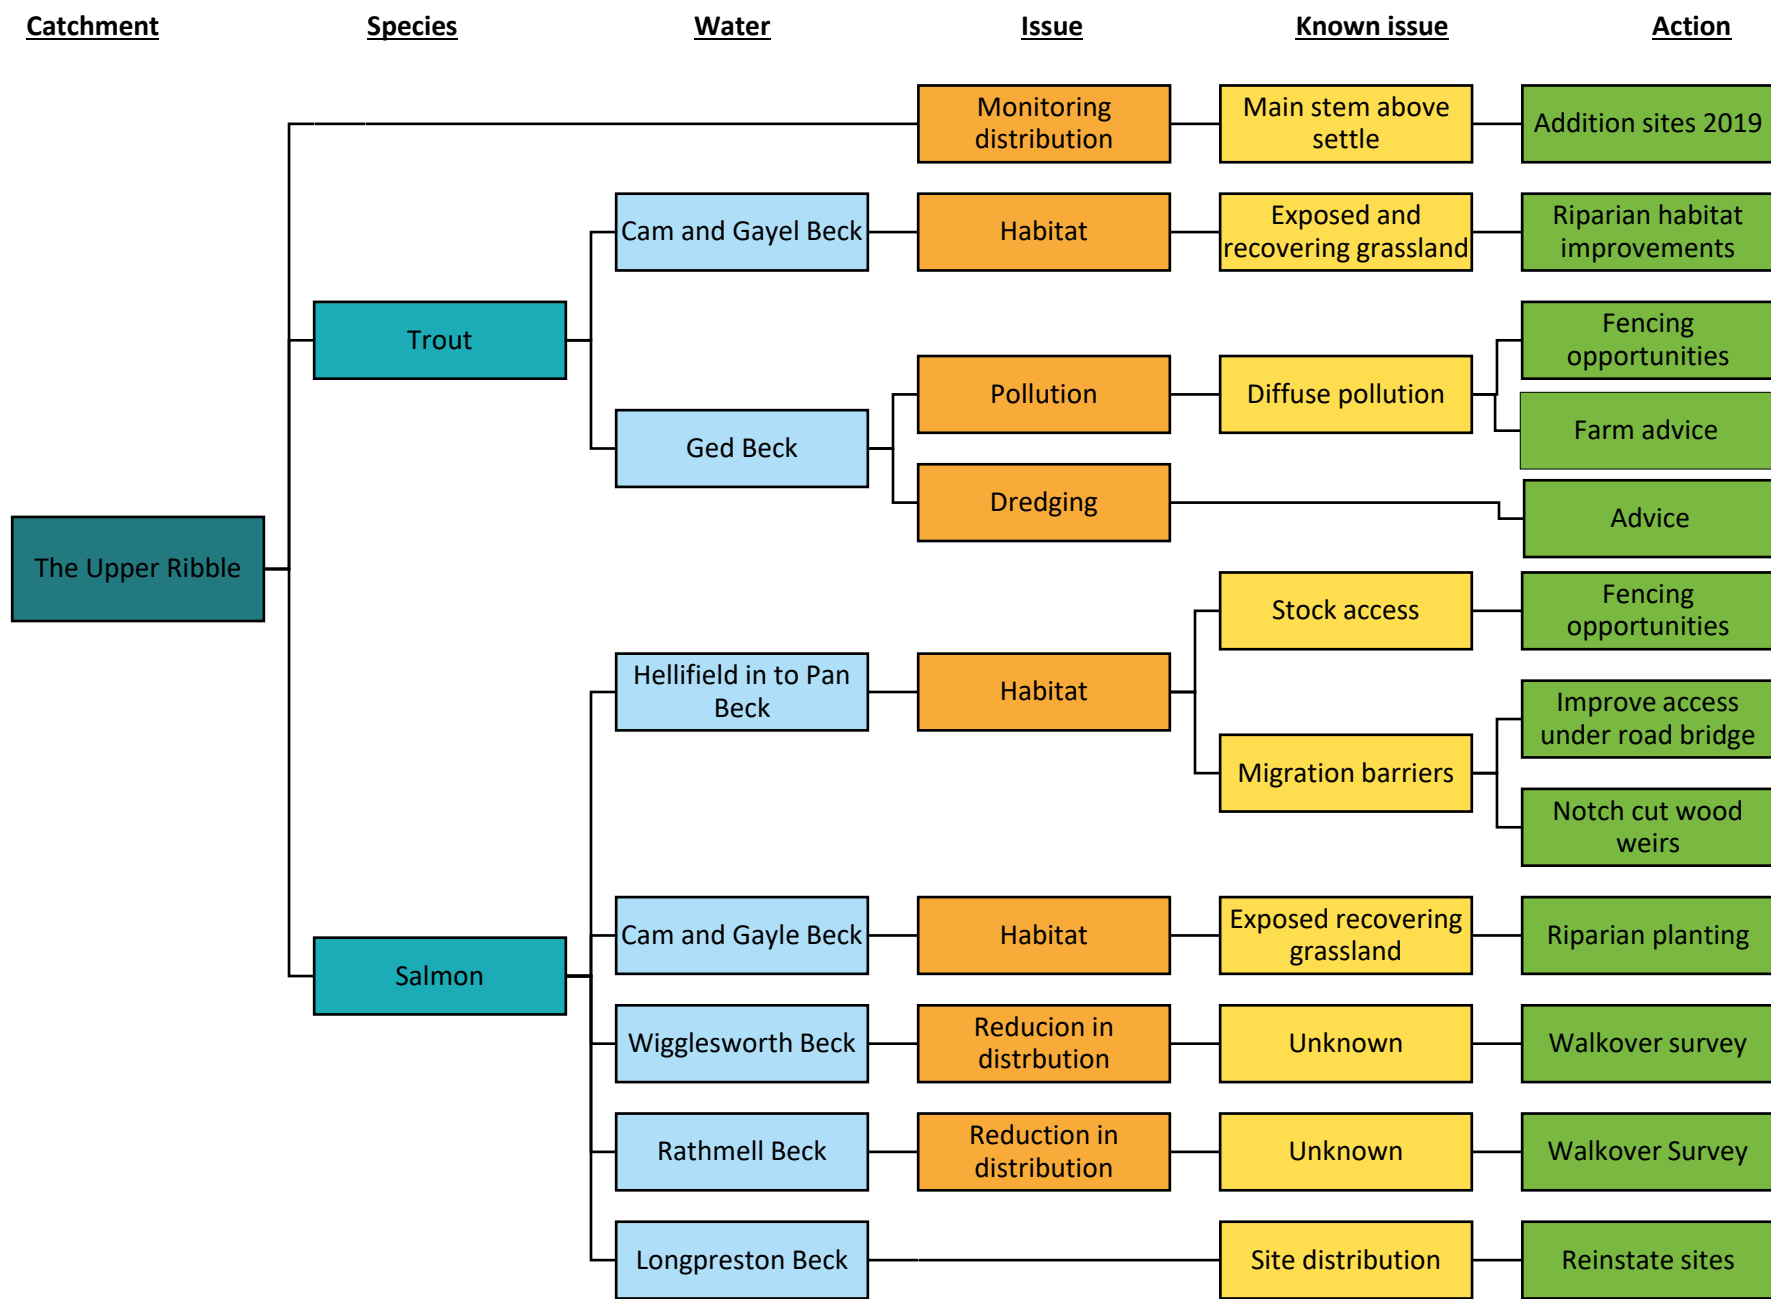 Catchment
Species
Water
Issue
Known issue
Action
Monitoring
distribution
Main stem above
settle
Addition sites 2019
Cam and Gayel Beck
Habitat
Exposed and
recovering grassland
Riparian habitat
improvements
Trout
Fencing
opportunities
Pollution
Diffuse pollution
Farm advice
Ged Beck
Dredging
Advice
The Upper Ribble
Stock access
Fencing
opportunities
Hellifield in to Pan
Beck
Habitat
Improve access
under road bridge
Migration barriers
Notch cut wood
weirs
Cam and Gayle Beck
Habitat
Exposed recovering
grassland
Riparian planting
Salmon
Wigglesworth Beck
Reducion in
distrbution
Unknown
Walkover survey
Rathmell Beck
Reduction in
distribution
Unknown
Walkover Survey
Longpreston Beck
Site distribution
Reinstate sites